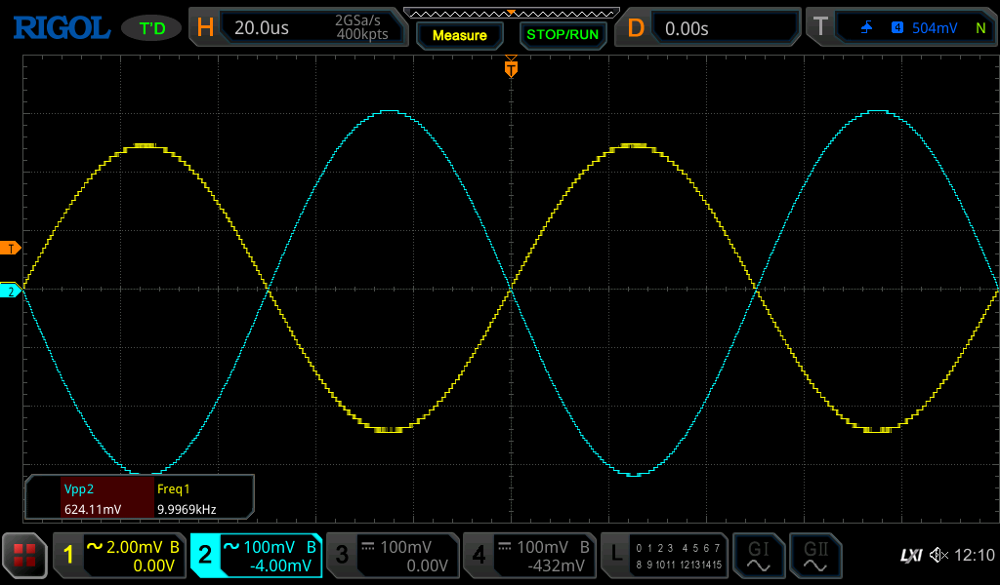 RIGOL T'D H 20.0us 2GSa/s 400kpts Measure STOP/RUN D 0.00s T 4 504mV N
T
T
2
Vpp2 Freq1
624.11mV 9.9969kHz
1 2.00mV B 0.00V
2 100mV B -4.00mV
3 100mV 0.00V
4 100mV B -432mV
L 0 1 2 3 4 5 6 7
8 9 10 11 12 13 14 15
GI GII
LXI 12:10